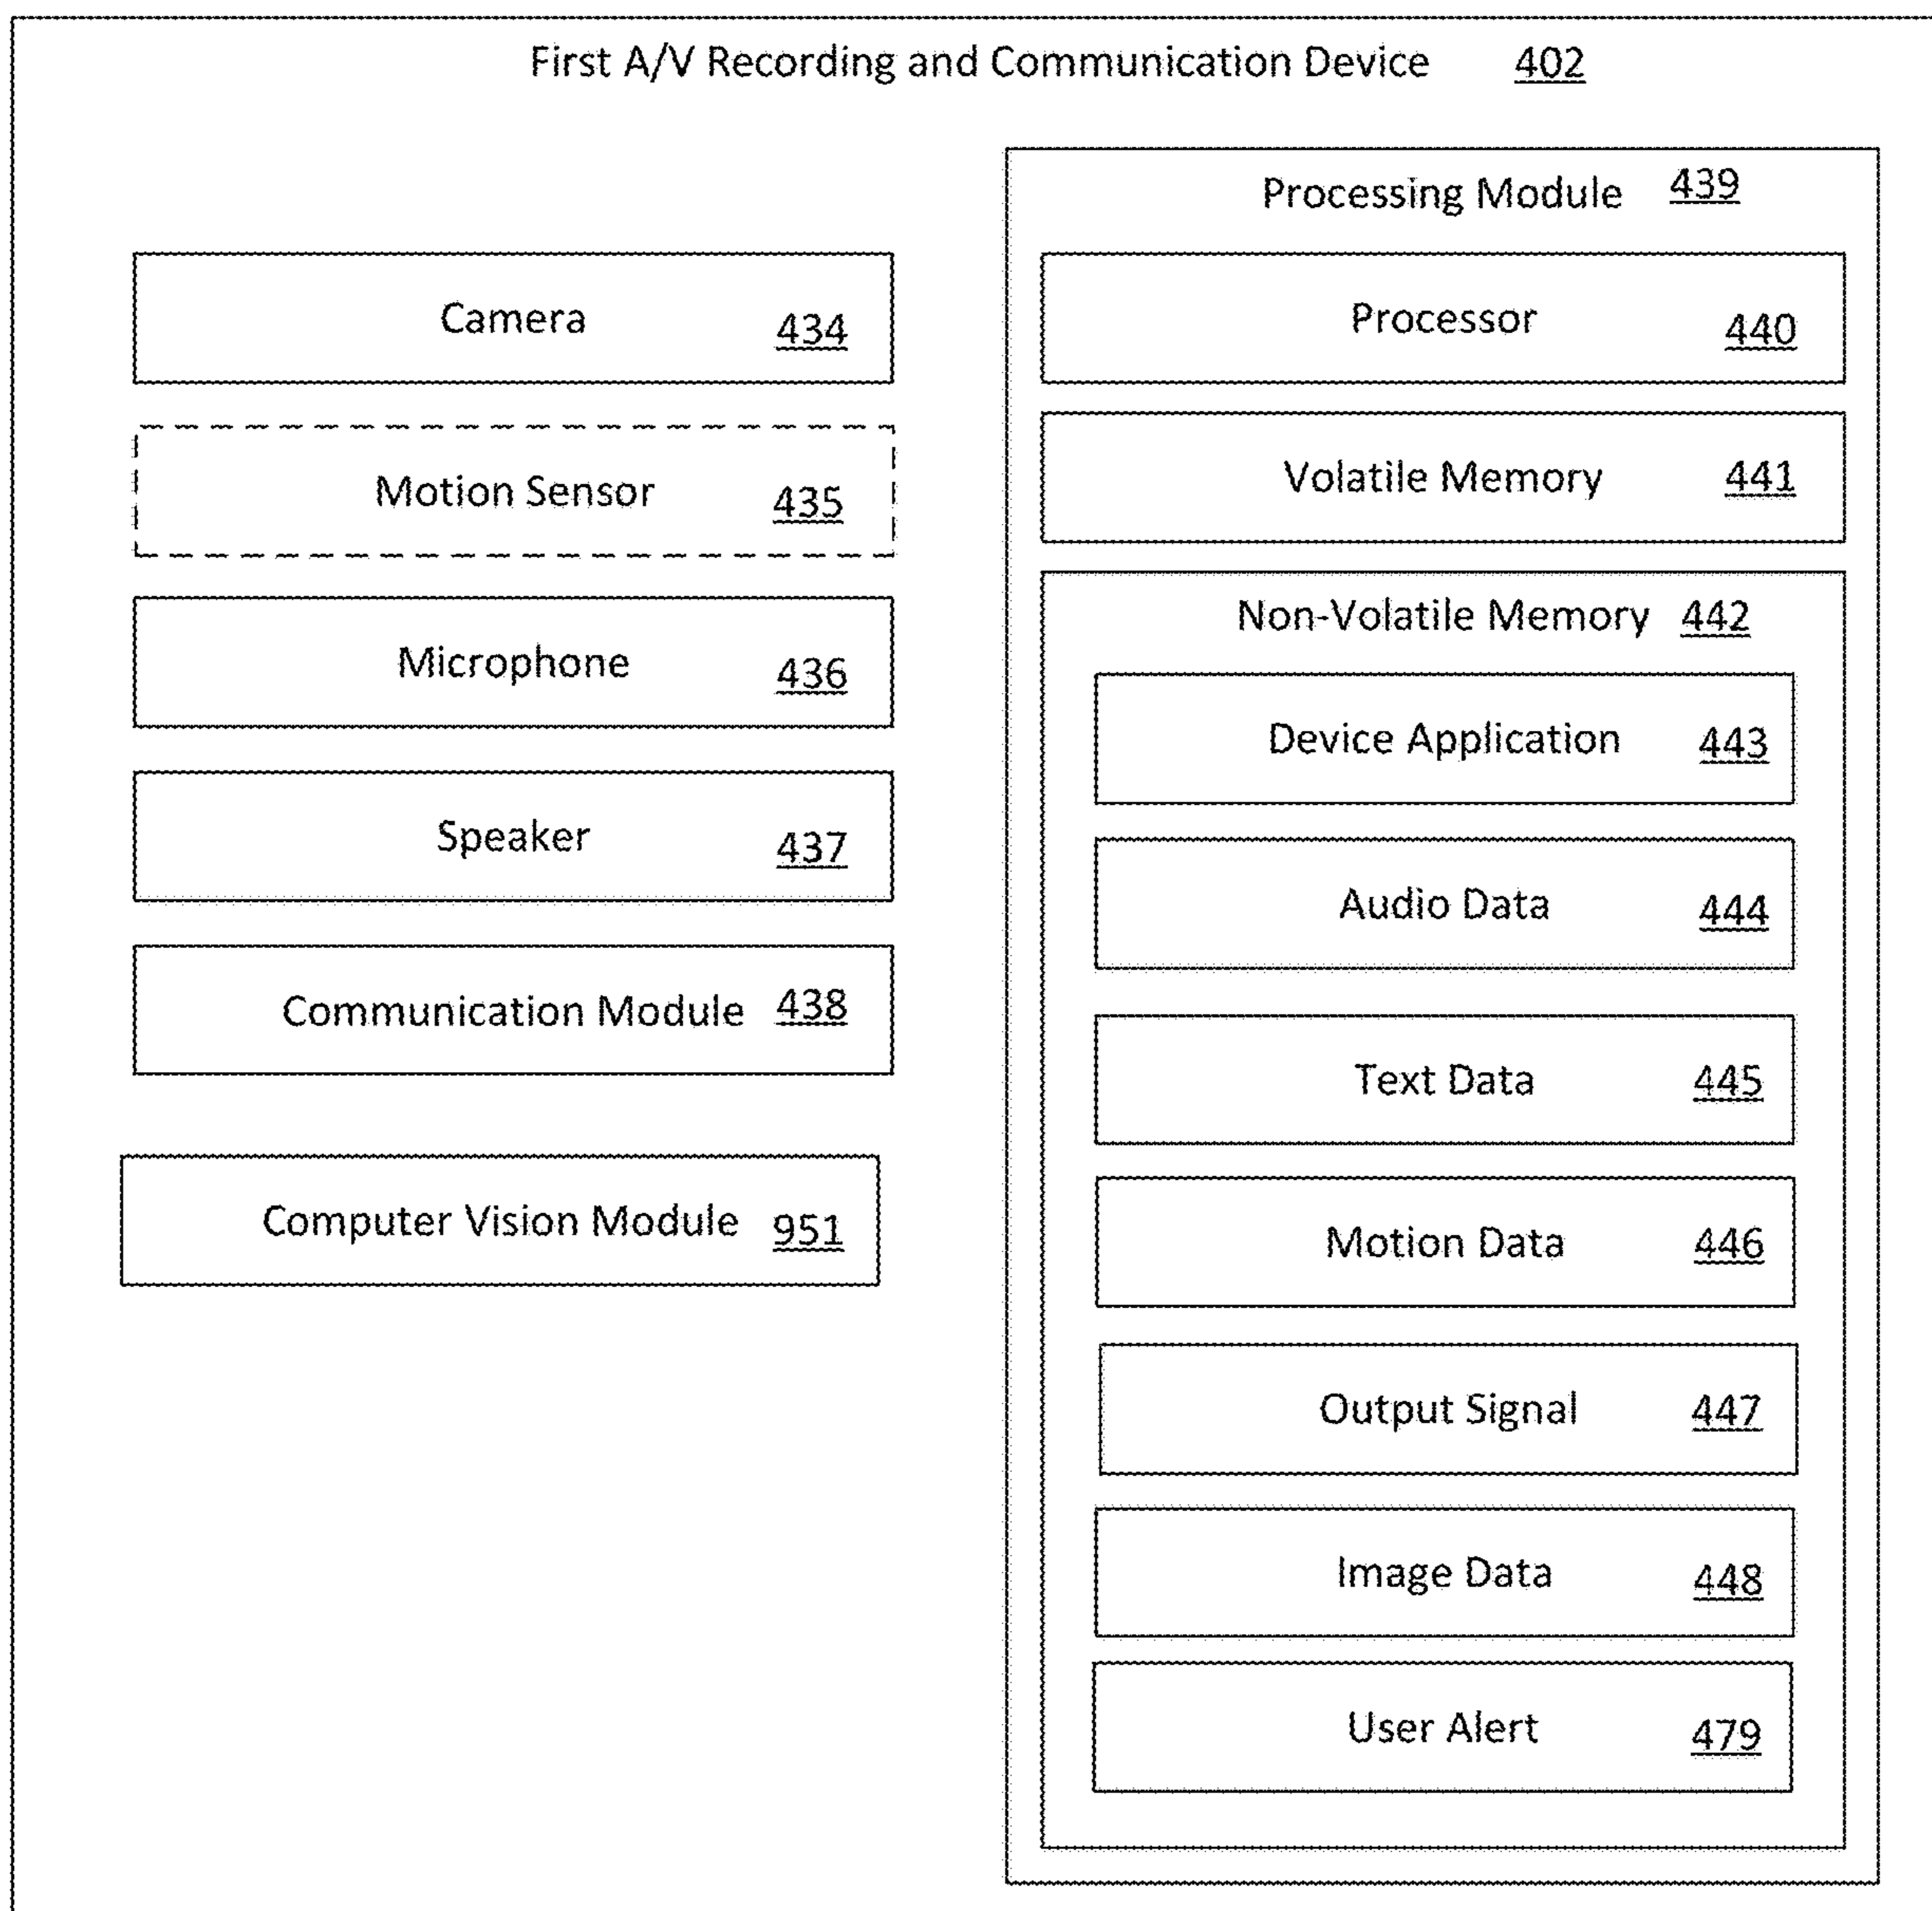 First A/V Recording and Communication Device 402
Camera 434
Motion Sensor 435
Microphone 436
Speaker 437
Communication Module 438
Computer Vision Module 951
Processing Module 439
Processor 440
Volatile Memory 441
Non-Volatile Memory 442
Device Application 443
Audio Data 444
Text Data 445
Motion Data 446
Output Signal 447
Image Data 448
User Alert 479